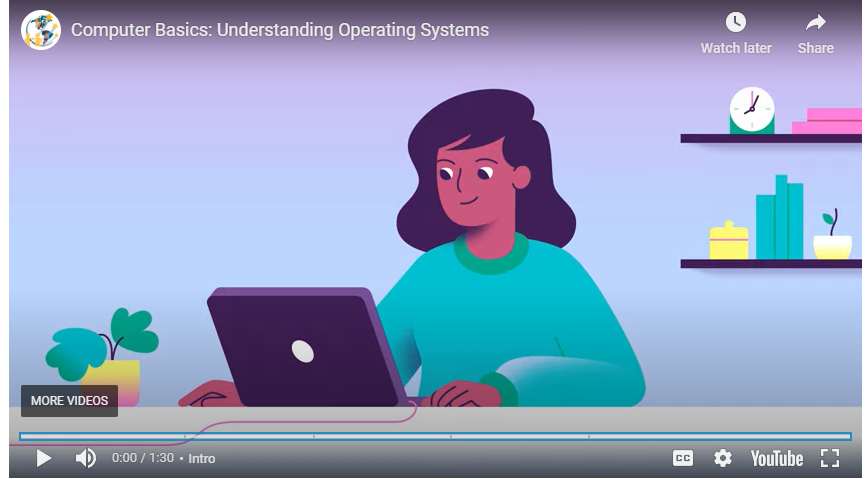 Computer Basics: Understanding Operating Systems
Watch later
Share
MORE VIDEOS
0:00 / 1:30 • Intro
CC
YouTube